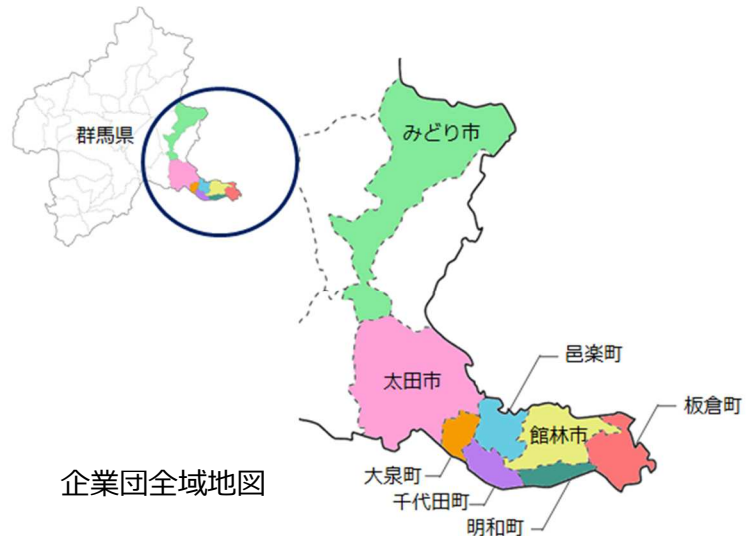 群馬県
みどり市
太田市
邑楽町
板倉町
館林市
大泉町
千代田町
明和町
企業団全域地図